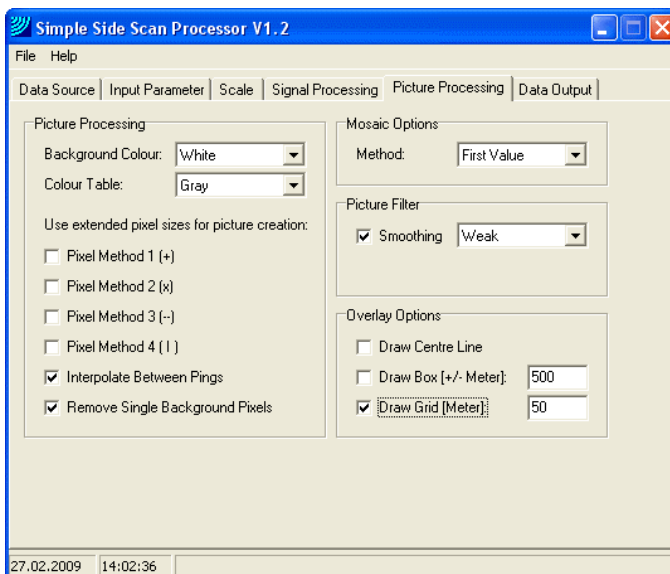 Simple Side Scan Processor V1.2
File Help
Data Source Input Parameter Scale Signal Processing Picture Processing Data Output
Picture Processing
Background Colour: White
Colour Table: Gray
Use extended pixel sizes for picture creation:
Pixel Method 1 (+)
Pixel Method 2 (x)
Pixel Method 3 (--)
Pixel Method 4 ( | )
Interpolate Between Pings
Remove Single Background Pixels
Mosaic Options
Method: First Value
Picture Filter
Smoothing Weak
Overlay Options
Draw Centre Line
Draw Box [+/- Meter]: 500
Draw Grid [Meter]: 50
27.02.2009 14:02:36